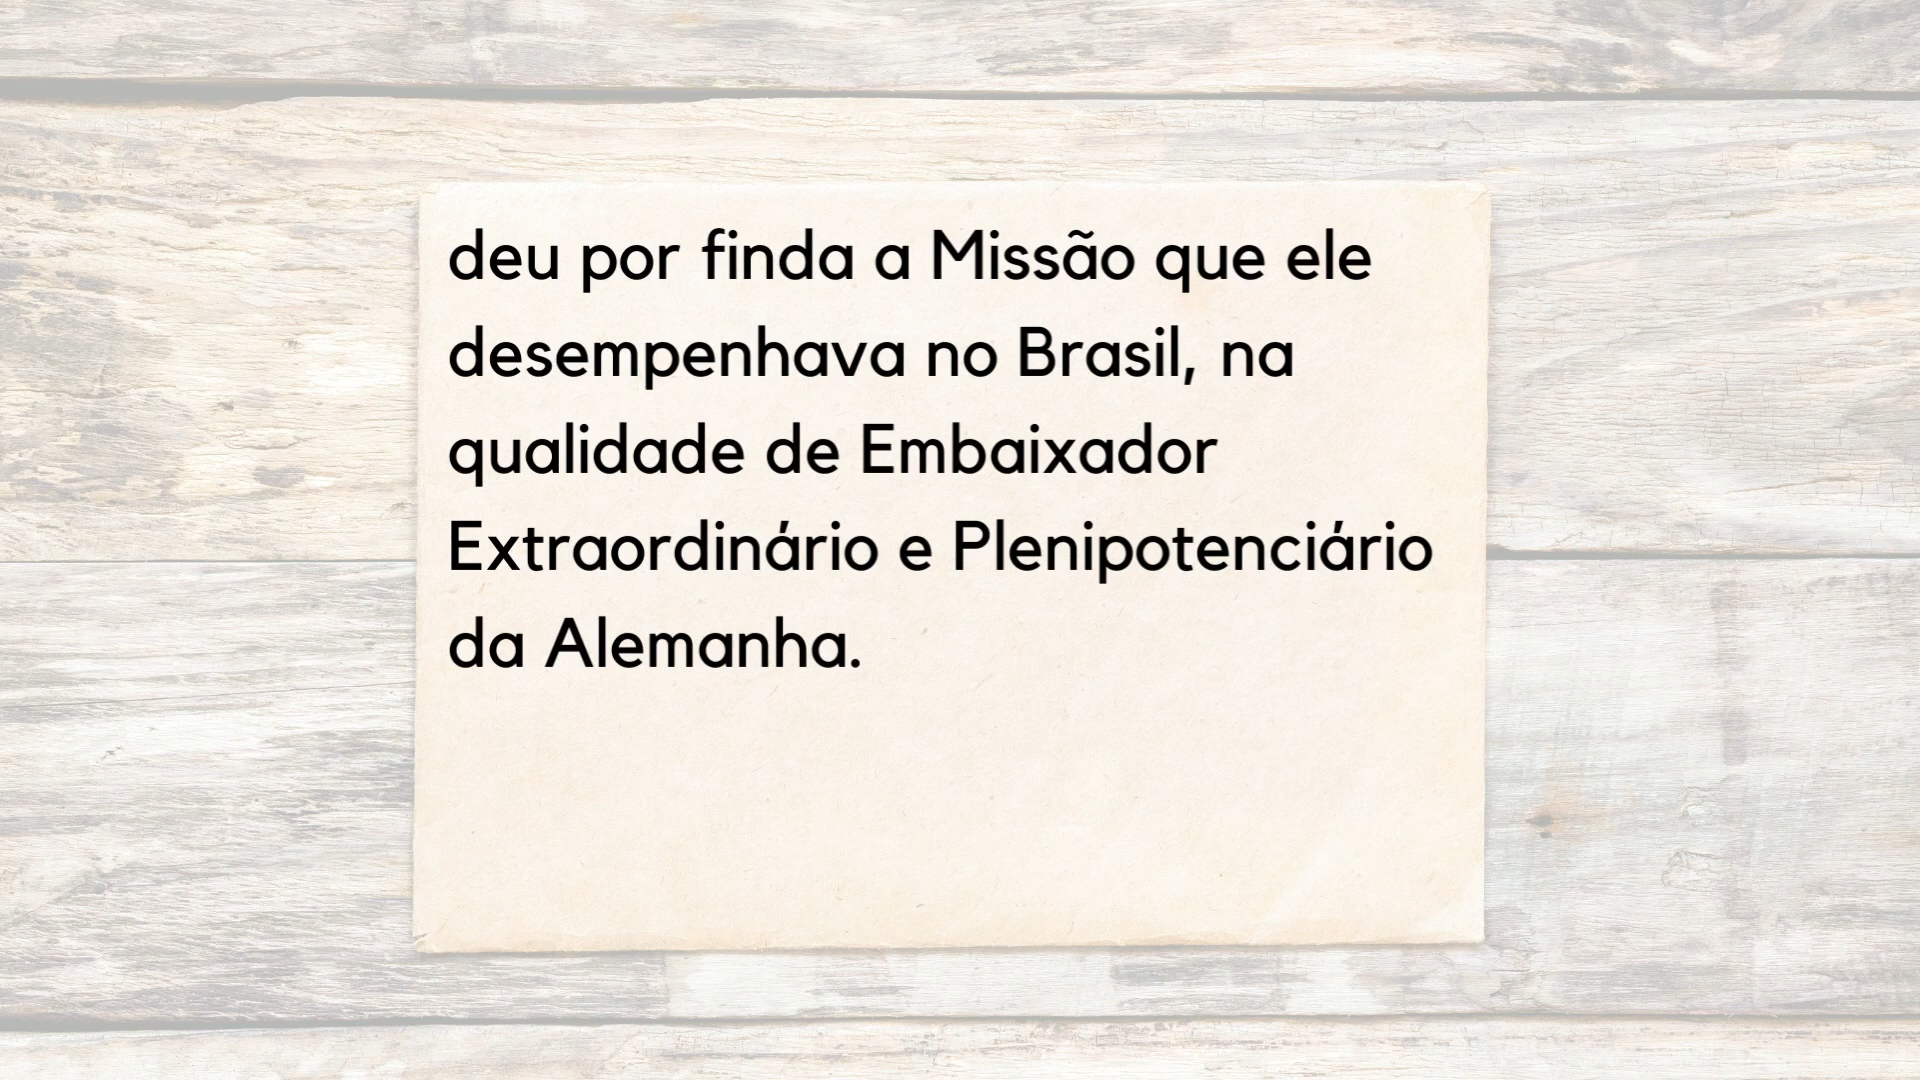 deu por finda a Missão que ele
desempenhava no Brasil, na
qualidade de Embaixador
Extraordinário e Plenipotenciário
da Alemanha.